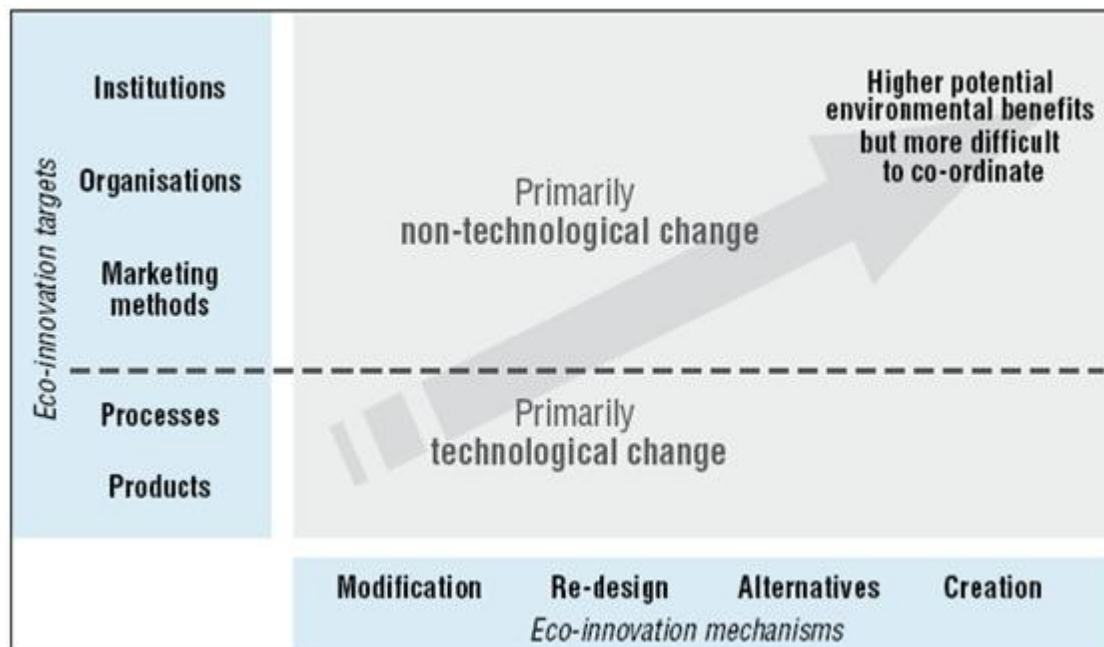 Eco-innovation targets
Institutions
Organisations
Marketing
methods
Processes
Products
Higher potential
environmental benefits
but more difficult
to co-ordinate
Primarily
non-technological change
Primarily
technological change
Modification
Re-design
Alternatives
Creation
Eco-innovation mechanisms